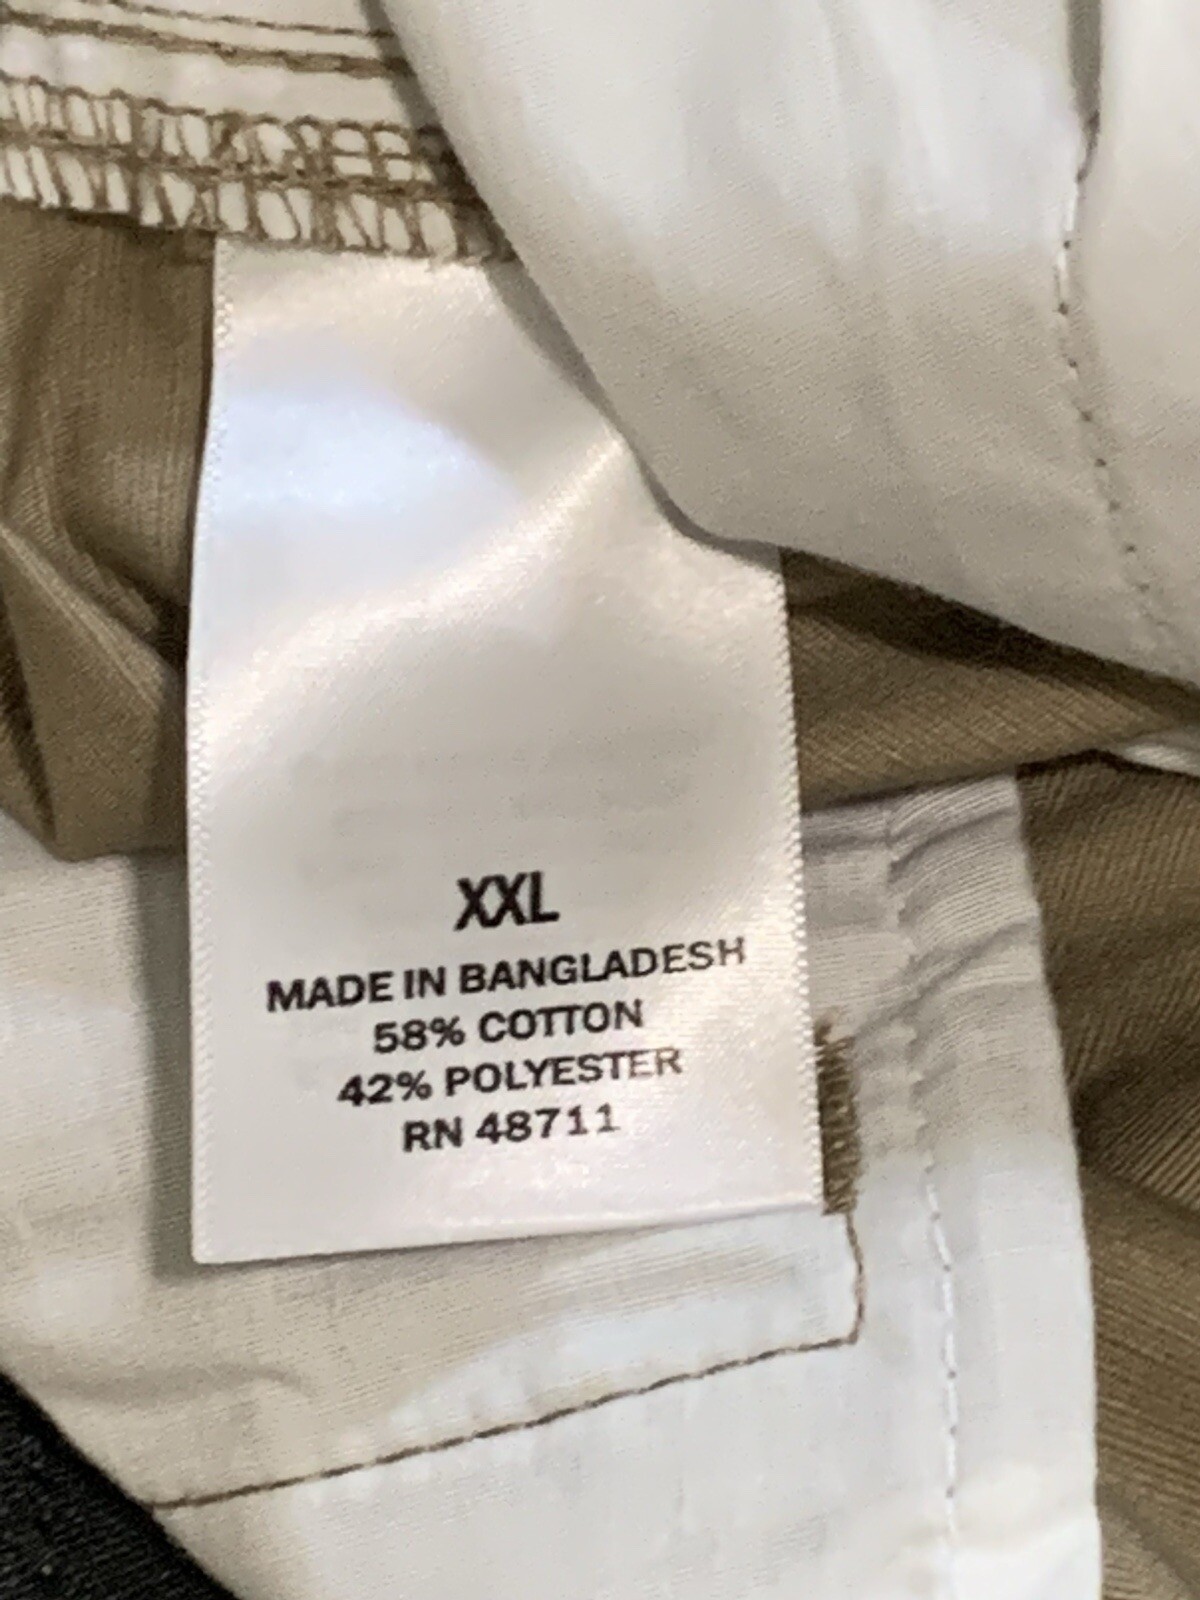 XXL
MADE IN BANGLADESH
58% COTTON
42% POLYESTER
RN 48711